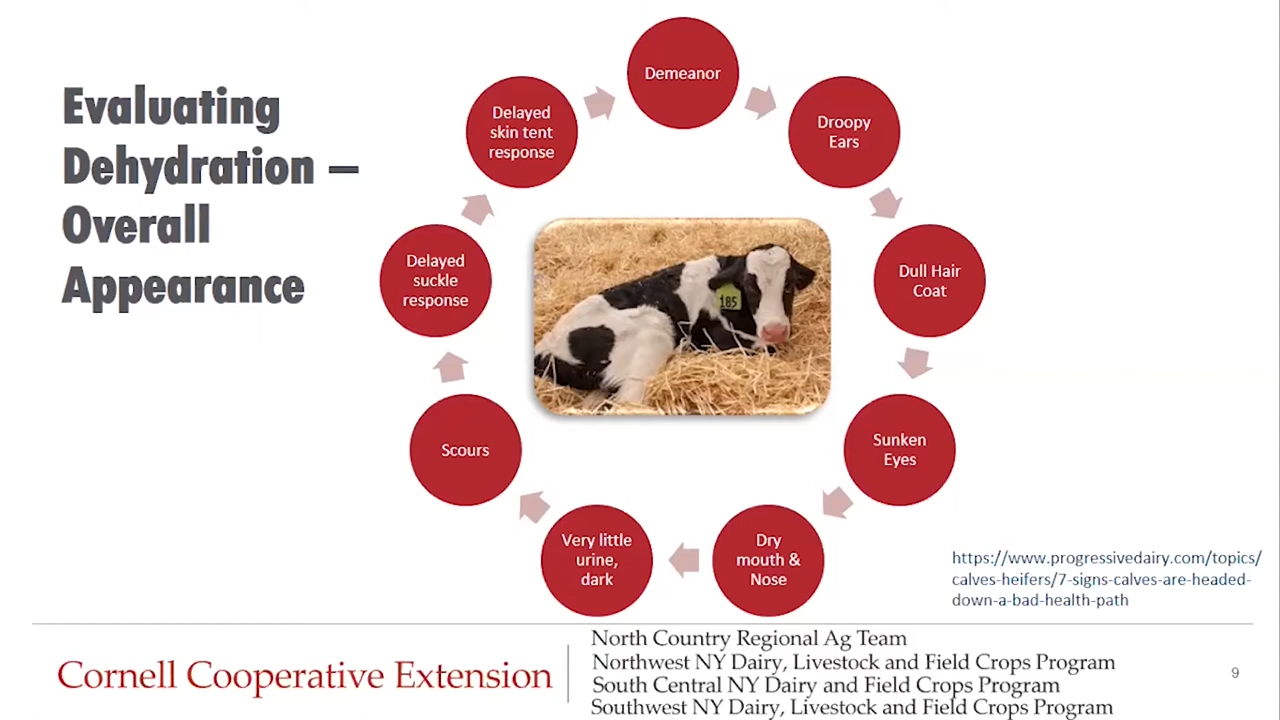 Evaluating
Dehydration –
Overall
Appearance
Demeanor
Droopy
Ears
Dull Hair
Coat
Sunken
Eyes
Dry
mouth &
Nose
Very little
urine,
dark
Scours
Delayed
suckle
response
Delayed
skin tent
response
185
https://www.progressivedairy.com/topics/
calves-heifers/7-signs-calves-are-headed-
down-a-bad-health-path
Cornell Cooperative Extension
North Country Regional Ag Team
Northwest NY Dairy, Livestock and Field Crops Program
South Central NY Dairy and Field Crops Program
Southwest NY Dairy, Livestock and Field Crops Program
9